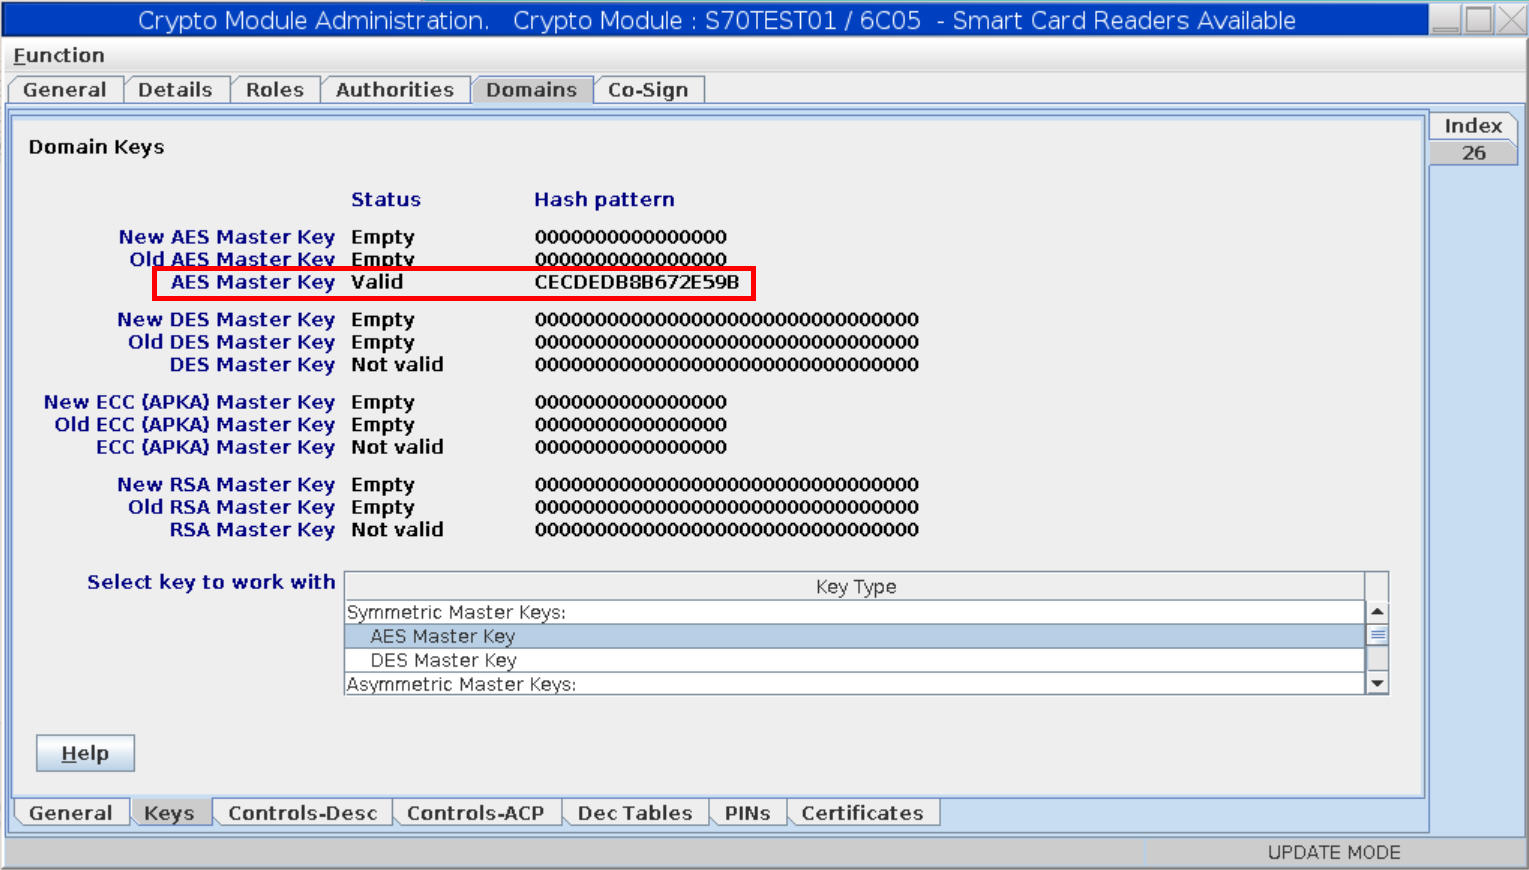 Crypto Module Administration.   Crypto Module : S70TEST01 / 6C05  - Smart Card Readers Available
Function
General Details Roles Authorities Domains Co-Sign
Index
26
Domain Keys
Status Hash pattern
New AES Master Key Empty 0000000000000000
Old AES Master Key Empty 0000000000000000
AES Master Key Valid CECDEDB8B672E59B
New DES Master Key Empty 00000000000000000000000000000000
Old DES Master Key Empty 00000000000000000000000000000000
DES Master Key Not valid 00000000000000000000000000000000
New ECC (APKA) Master Key Empty 0000000000000000
Old ECC (APKA) Master Key Empty 0000000000000000
ECC (APKA) Master Key Not valid 0000000000000000
New RSA Master Key Empty 00000000000000000000000000000000
Old RSA Master Key Empty 00000000000000000000000000000000
RSA Master Key Not valid 00000000000000000000000000000000
Select key to work with
Key Type
Symmetric Master Keys:
AES Master Key
DES Master Key
Asymmetric Master Keys:
Help
General Keys Controls-Desc Controls-ACP Dec Tables PINs Certificates
UPDATE MODE